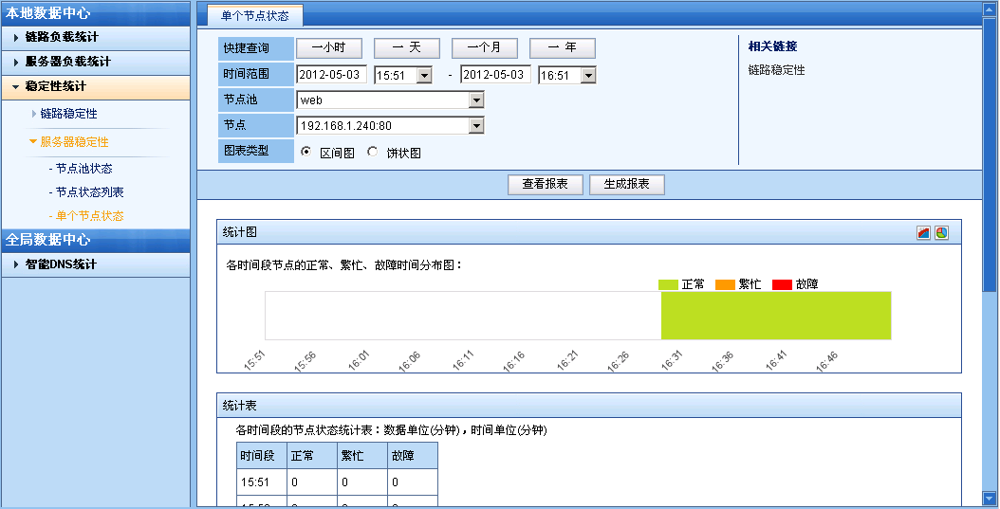 本地数据中心
链路负载统计
服务器负载统计
稳定性统计
链路稳定性
服务器稳定性
- 节点池状态
- 节点状态列表
- 单个节点状态
全局数据中心
智能DNS统计
单个节点状态
快捷查询 一小时 一 天 一个月 一 年
时间范围 2012-05-03 15:51 - 2012-05-03 16:51
节点池 web
节点 192.168.1.240:80
图表类型 区间图 饼状图
相关链接
链路稳定性
查看报表 生成报表
统计图
各时间段节点的正常、繁忙、故障时间分布图：
正常 繁忙 故障
15:51 15:56 16:01 16:06 16:11 16:16 16:21 16:26 16:31 16:36 16:41 16:46
统计表
各时间段的节点状态统计表：数据单位(分钟)，时间单位(分钟)
时间段 正常 繁忙 故障
15:51 0 0 0